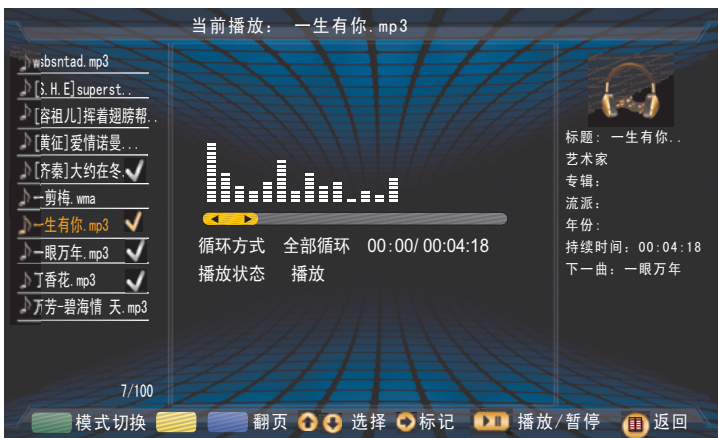 当前播放： 一生有你.mp3
wsbsntad.mp3
[S.H.E]superst..
[容祖儿]挥着翅膀帮..
[黄征]爱情诺曼...
[齐秦]大约在冬
一剪梅.wma
一生有你.mp3
一眼万年.mp3
丁香花.mp3
万芳-碧海情 天.mp3
7/100
循环方式 全部循环 00:00/ 00:04:18
播放状态 播放
标题： 一生有你..
艺术家
专辑：
流派：
年份：
持续时间：00:04:18
下一曲：一眼万年
模式切换 翻页 选择 标记 播放/暂停 返回